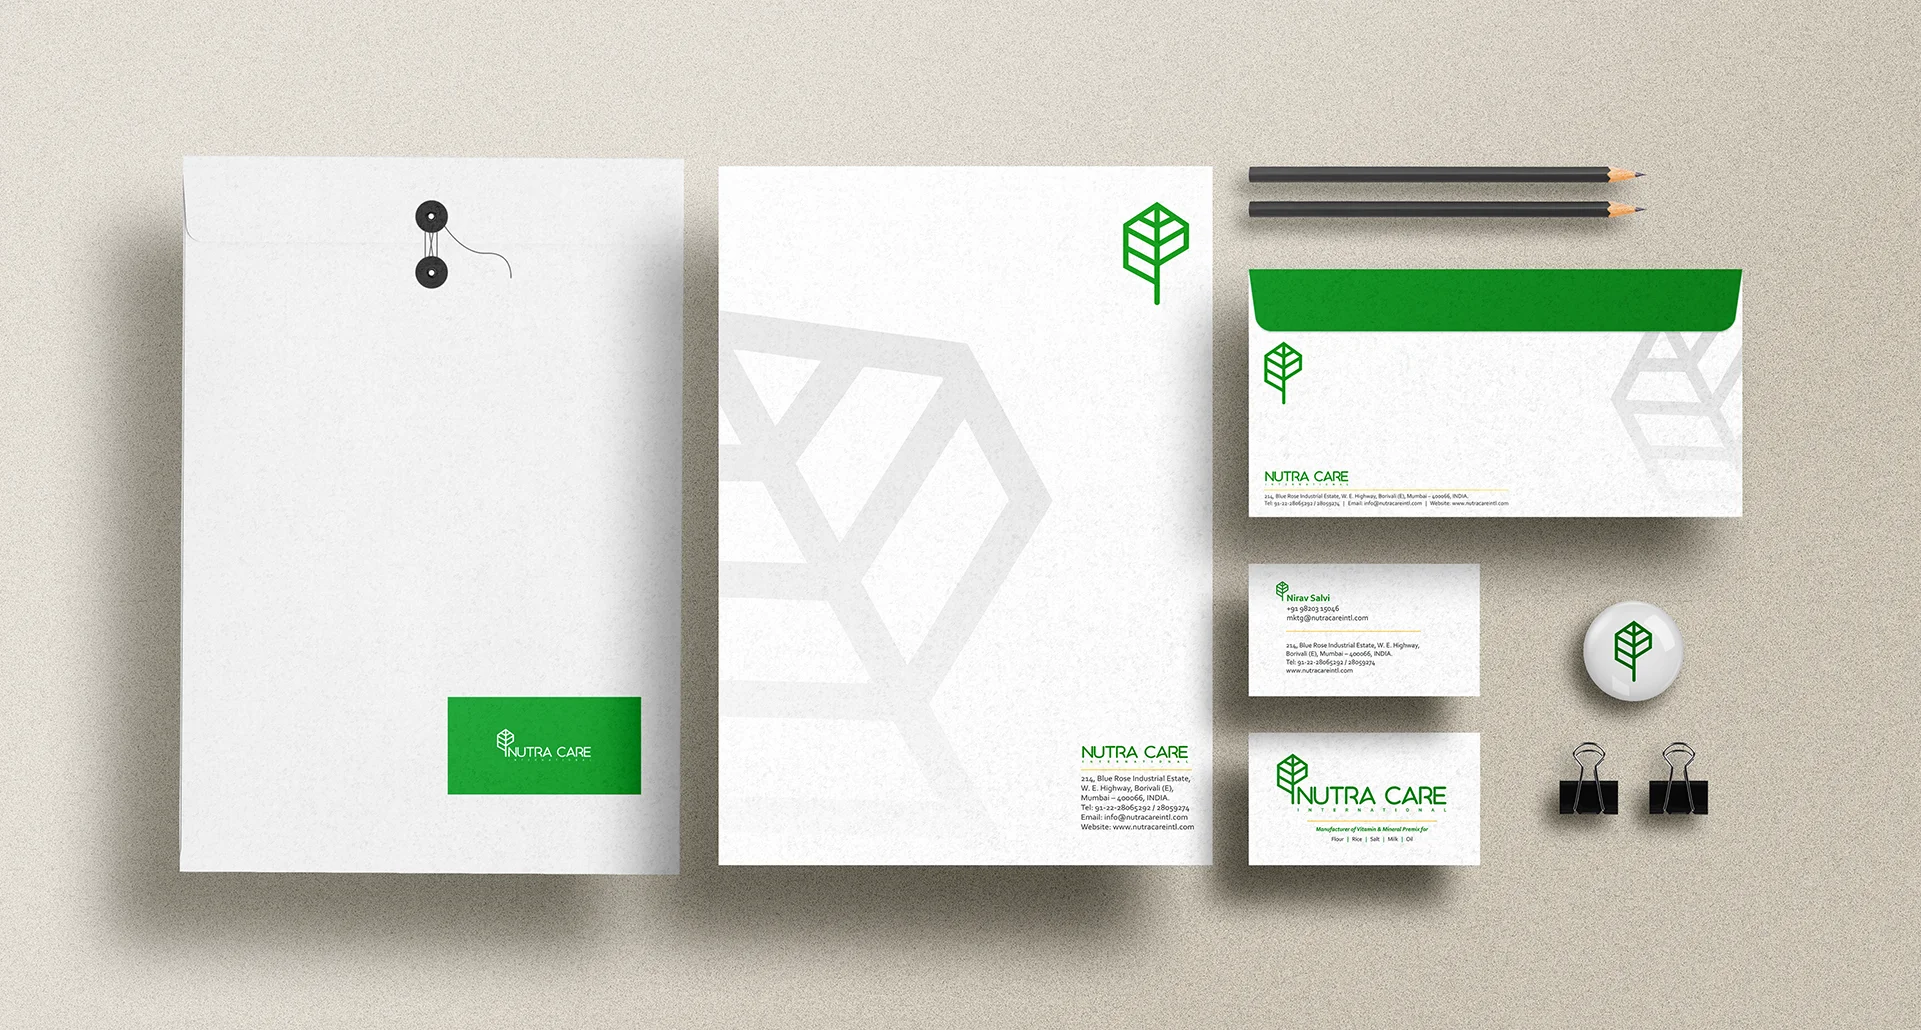 NUTRA CARE
INTERNATIONAL
NUTRA CARE
INTERNATIONAL
214, Blue Rose Industrial Estate,
W. E. Highway, Borivali (E),
Mumbai – 400066, INDIA.
Tel: 91-22-28065292 / 28059274
Email: info@nutracareintl.com
Website: www.nutracareintl.com
NUTRA CARE
INTERNATIONAL
214, Blue Rose Industrial Estate, W. E. Highway, Borivali (E), Mumbai – 400066, INDIA.
Tel: 91-22-28065292 / 28059274 | Email: info@nutracareintl.com | Website: www.nutracareintl.com
Nirav Salvi
+91 98203 15046
mktg@nutracareintl.com
214, Blue Rose Industrial Estate, W. E. Highway,
Borivali (E), Mumbai – 400066, INDIA.
Tel: 91-22-28065292 / 28059274
www.nutracareintl.com
NUTRA CARE
INTERNATIONAL
Manufacturer of Vitamin & Mineral Premix for
Flour | Rice | Salt | Milk | Oil